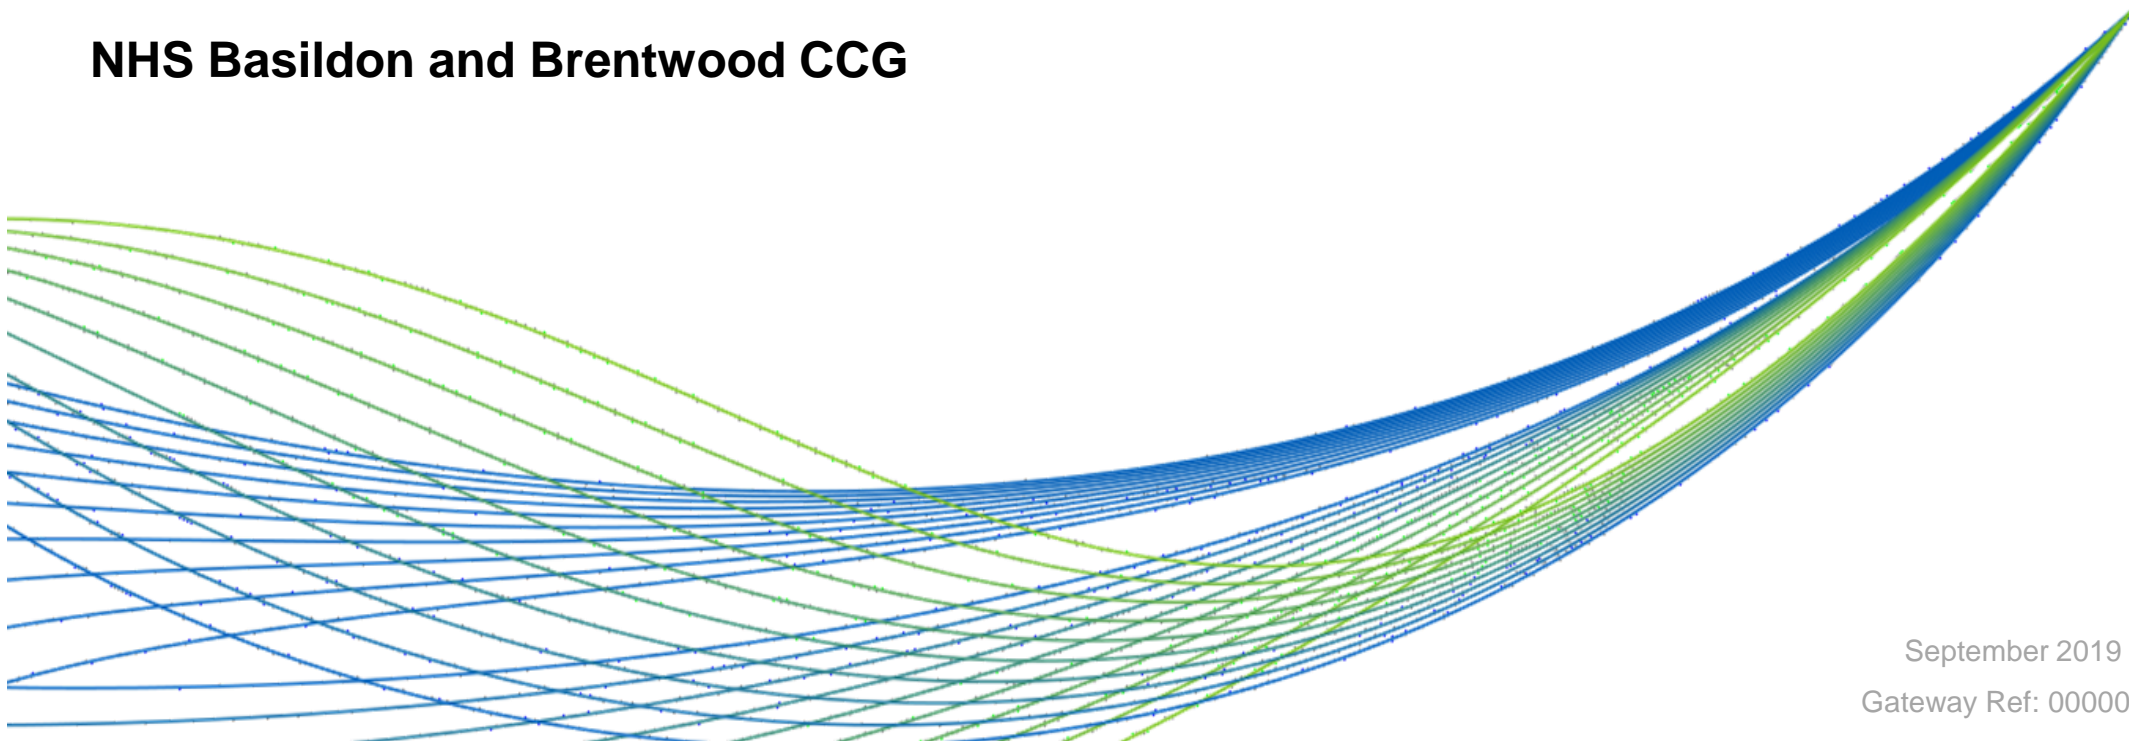 NHS Basildon and Brentwood CCG
September 2019
Gateway Ref: 00000